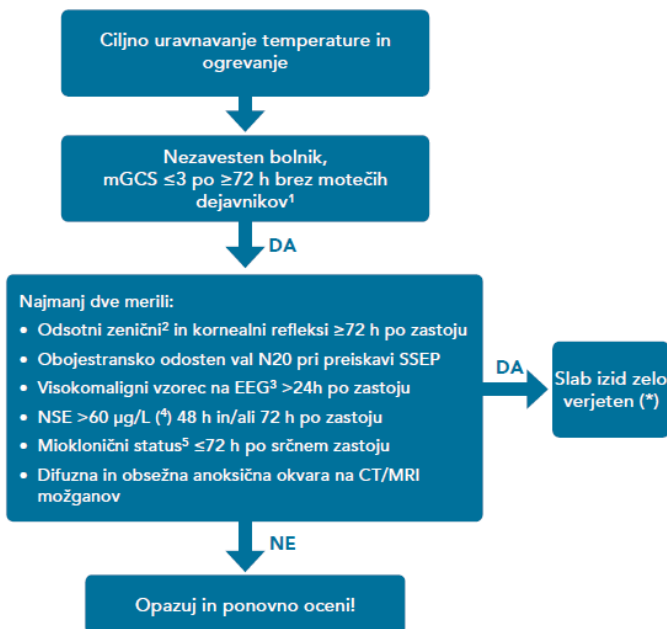 Ciljno uravnavanje temperature in
ogrevanje
Nezavesten bolnik,
mGCS ≤3 po ≥72 h brez motečih
dejavnikov¹
DA
Najmanj dve merili:
• Odsotni zenični² in kornealni refleksi ≥72 h po zastoju
• Obojestransko odosten val N20 pri preiskavi SSEP
• Visokomaligni vzorec na EEG³ >24h po zastoju
• NSE >60 µg/L (⁴) 48 h in/ali 72 h po zastoju
• Mioklonični status⁵ ≤72 h po srčnem zastoju
• Difuzna in obsežna anoksična okvara na CT/MRI
možganov
DA
Slab izid zelo
verjeten (*)
NE
Opazuj in ponovno oceni!